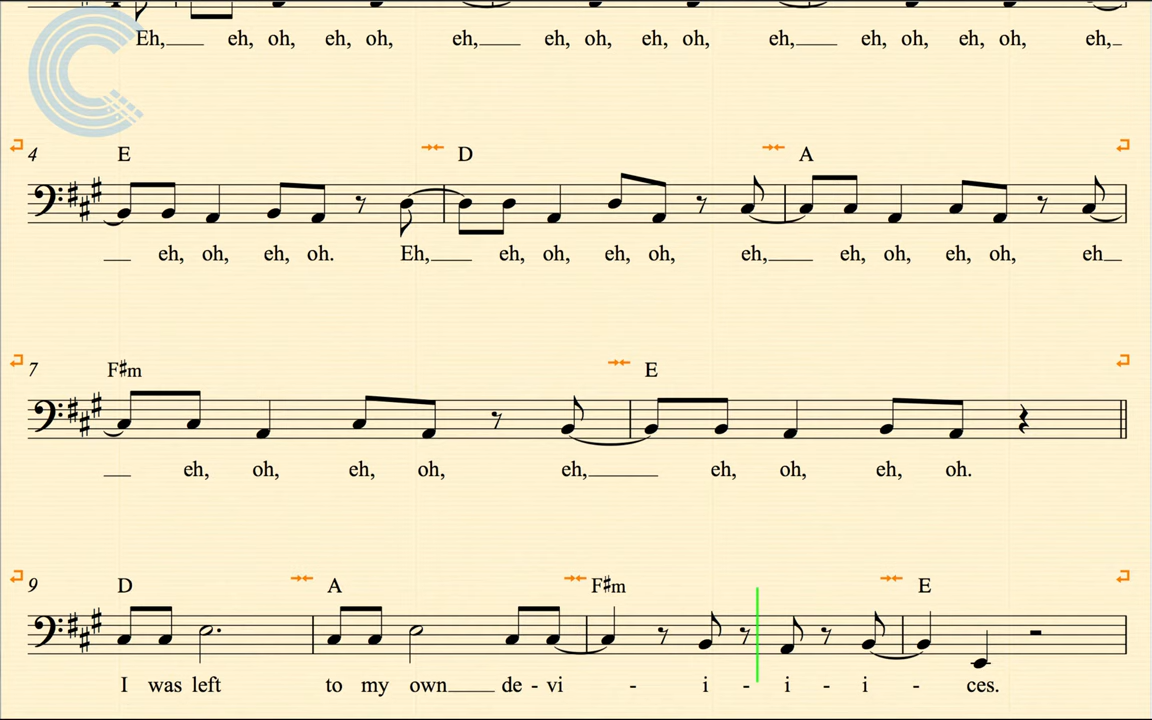 Eh, eh, oh, eh, oh, eh, eh, oh, eh, oh, eh, eh, oh, eh, oh, eh,
4 E D A
eh, oh, eh, oh. Eh, eh, oh, eh, oh, eh, eh, oh, eh, oh, eh
7 F♯m E
eh, oh, eh, oh, eh, eh, oh, eh, oh.
9 D A F♯m E
I was left to my own de - vi - i - i - i - ces.